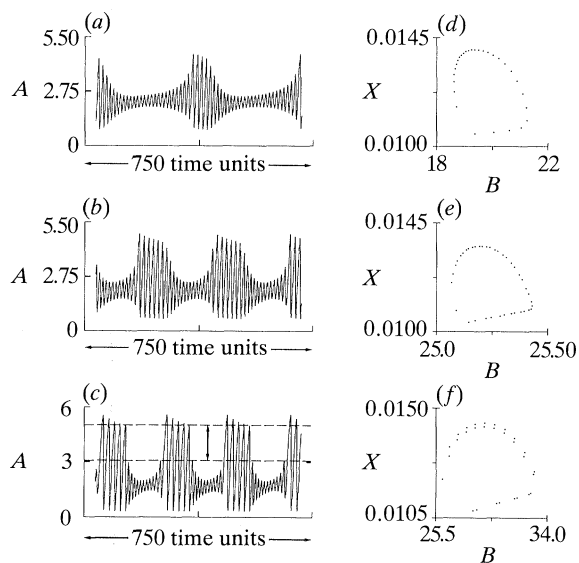 (a)
5.50
A
2.75
0
750 time units
(d)
0.0145
X
0.0100
18
22
B
(b)
5.50
A
2.75
0
750 time units
(e)
0.0145
X
0.0100
25.0
25.50
B
(c)
6
A
3
0
750 time units
(f)
0.0150
X
0.0105
25.5
34.0
B